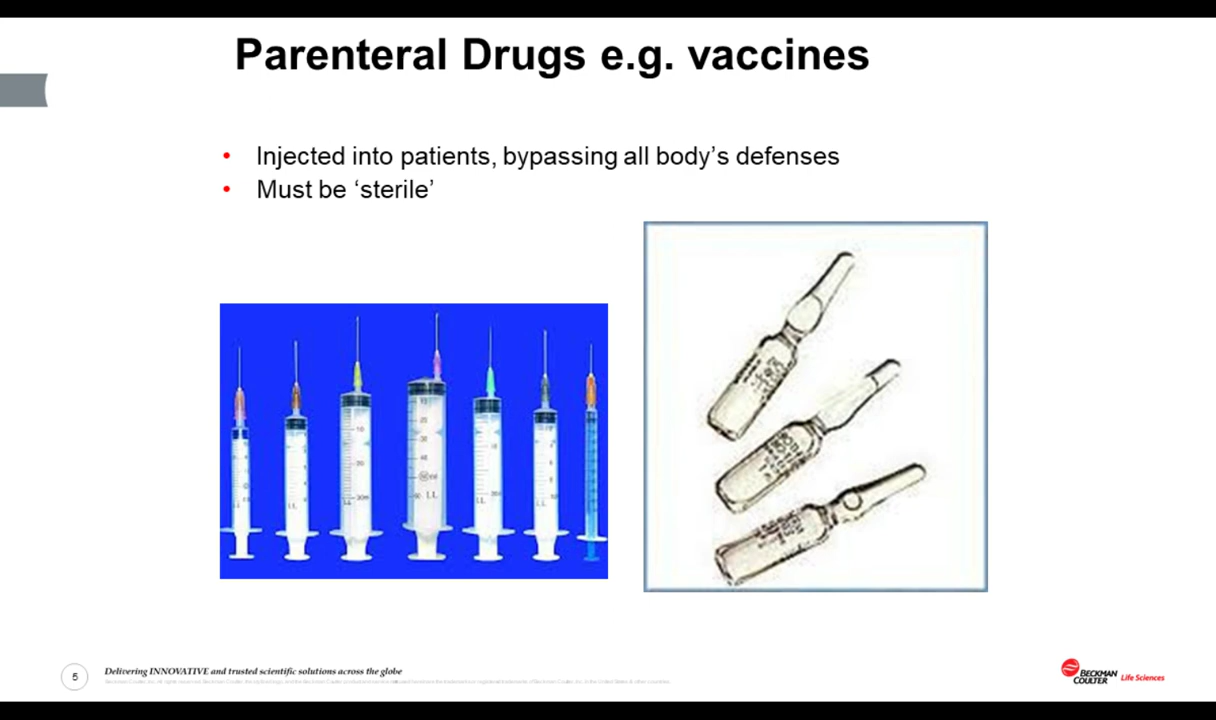 Parenteral Drugs e.g. vaccines
• Injected into patients, bypassing all body’s defenses
• Must be ‘sterile’
5
Delivering INNOVATIVE and trusted scientific solutions across the globe
BECKMAN
COULTER Life Sciences